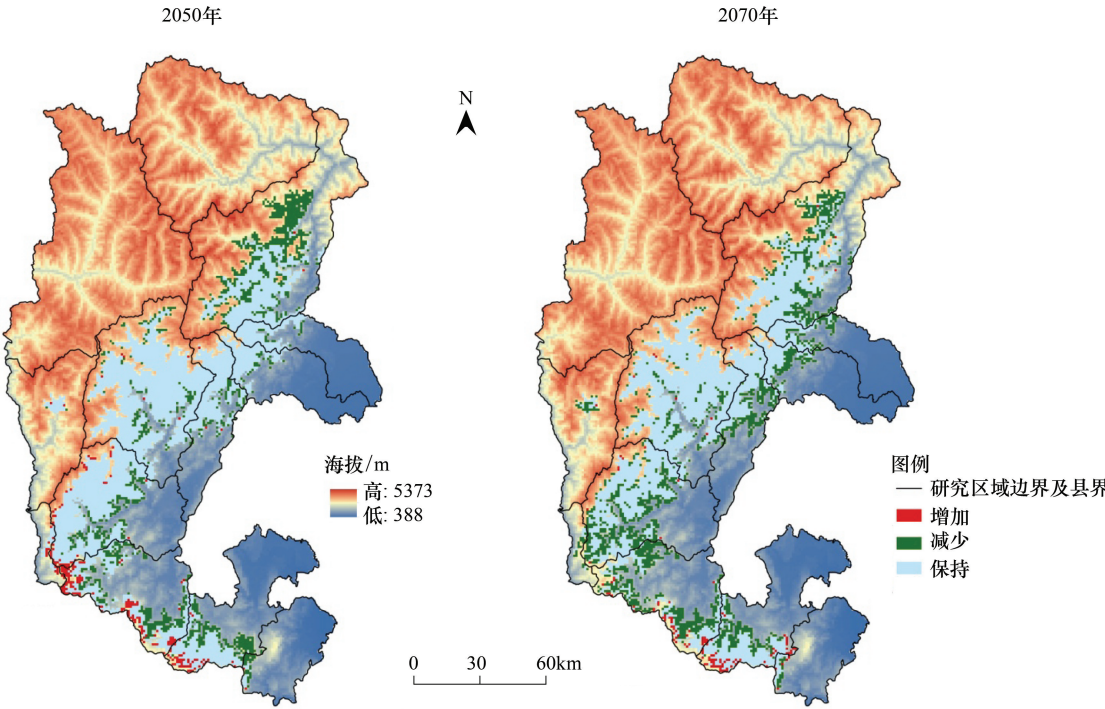 2050年
2070年
N
海拔/m
高: 5373
低: 388
0 30 60km
图例
研究区域边界及县界
增加
减少
保持